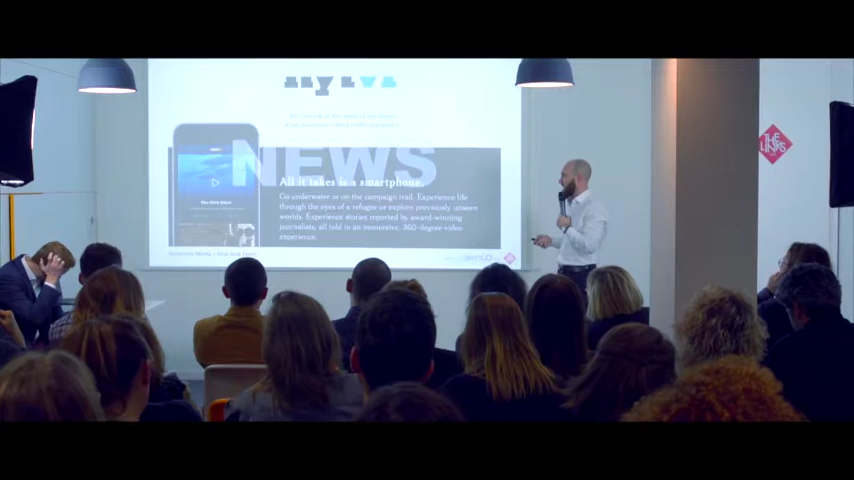 NEWS
All it takes is a smartphone.
Go underwater or on the campaign trail. Experience life
through the eyes of a refugee or explore previously unseen
worlds. Experience stories reported by award-winning
journalists, all told in an immersive, 360-degree video
experience.
THE
LINKS